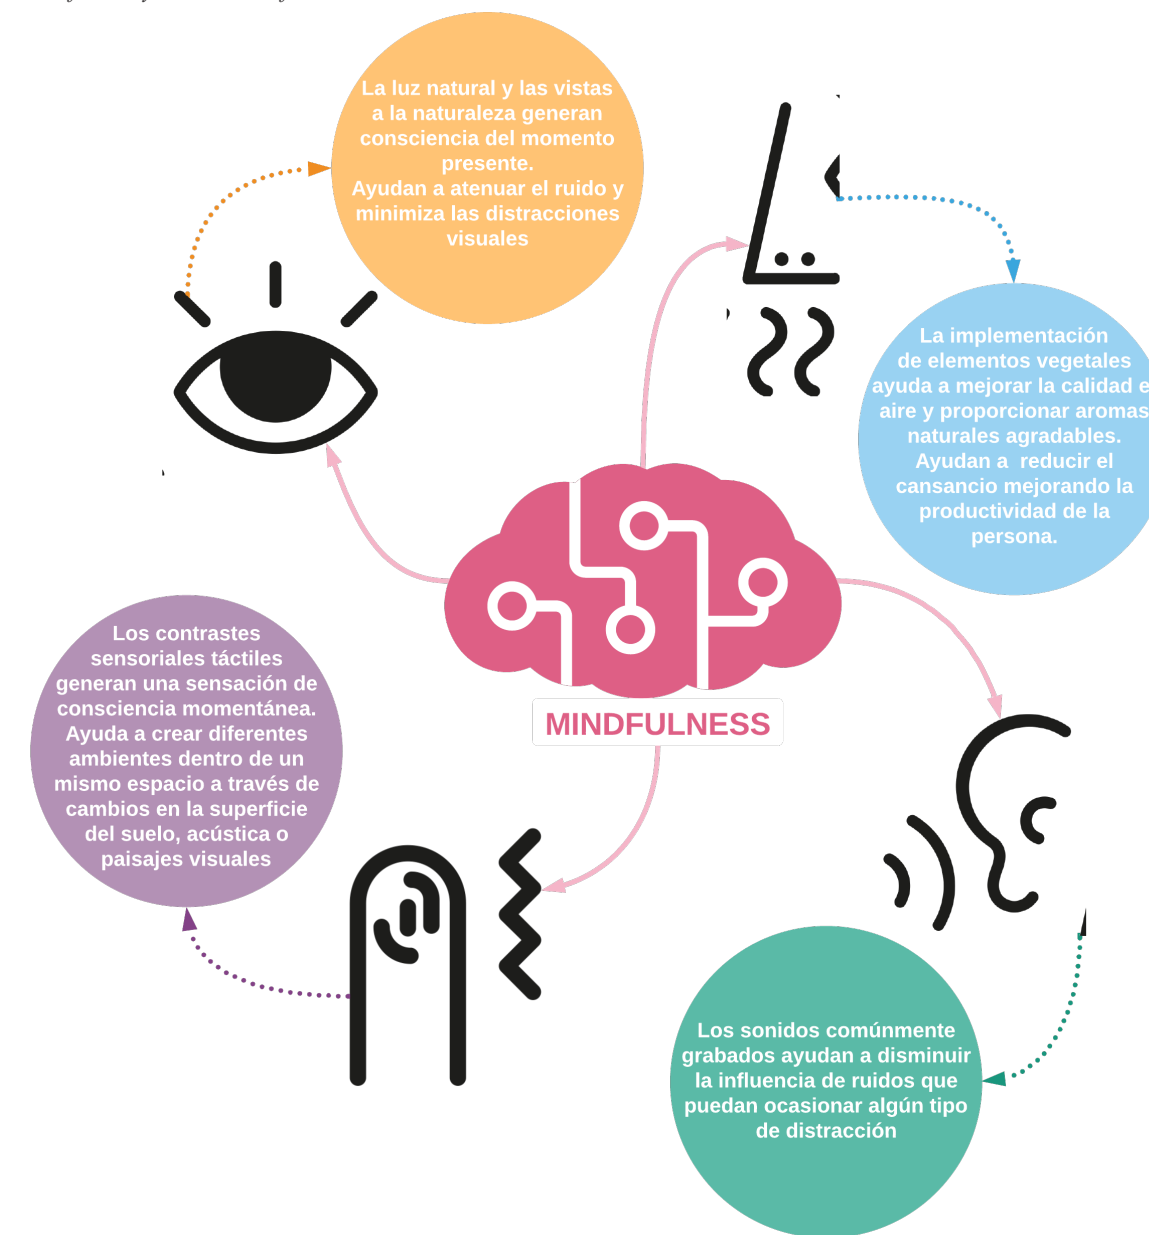 La luz natural y las vistas
a la naturaleza generan
consciencia del momento
presente.
Ayudan a atenuar el ruido y
minimiza las distracciones
visuales
La implementación
de elementos vegetales
ayuda a mejorar la calidad e
aire y proporcionar aromas
naturales agradables.
Ayudan a  reducir el
cansancio mejorando la
productividad de la
persona.
MINDFULNESS
Los contrastes
sensoriales táctiles
generan una sensación de
consciencia momentánea.
Ayuda a crear diferentes
ambientes dentro de un
mismo espacio a través de
cambios en la superficie
del suelo, acústica o
paisajes visuales
Los sonidos comúnmente
grabados ayudan a disminuir
la influencia de ruidos que
puedan ocasionar algún tipo
de distracción